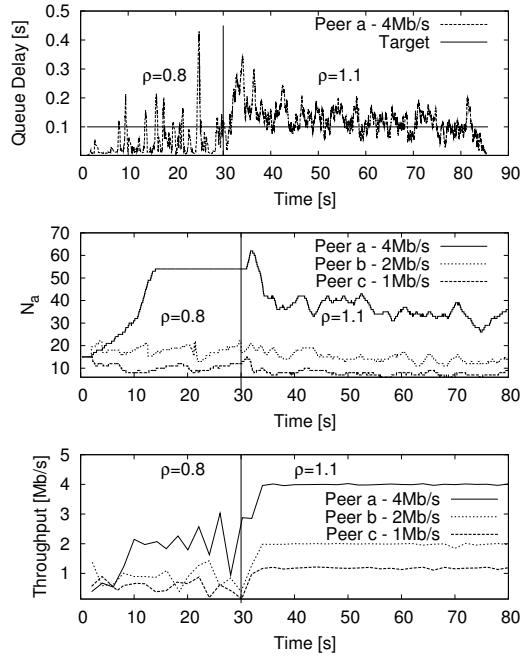 0.5
0.4
0.3
0.2
0.1
Queue Delay [s]
Peer a - 4Mb/s
Target
ρ=0.8
ρ=1.1
0 10 20 30 40 50 60 70 80 90
Time [s]
70
60
50
40
30
20
10
Na
Peer a - 4Mb/s
Peer b - 2Mb/s
Peer c - 1Mb/s
ρ=0.8
ρ=1.1
0 10 20 30 40 50 60 70 80
Time [s]
5
4
3
2
1
Throughput [Mb/s]
ρ=0.8
ρ=1.1
Peer a - 4Mb/s
Peer b - 2Mb/s
Peer c - 1Mb/s
0 10 20 30 40 50 60 70 80
Time [s]